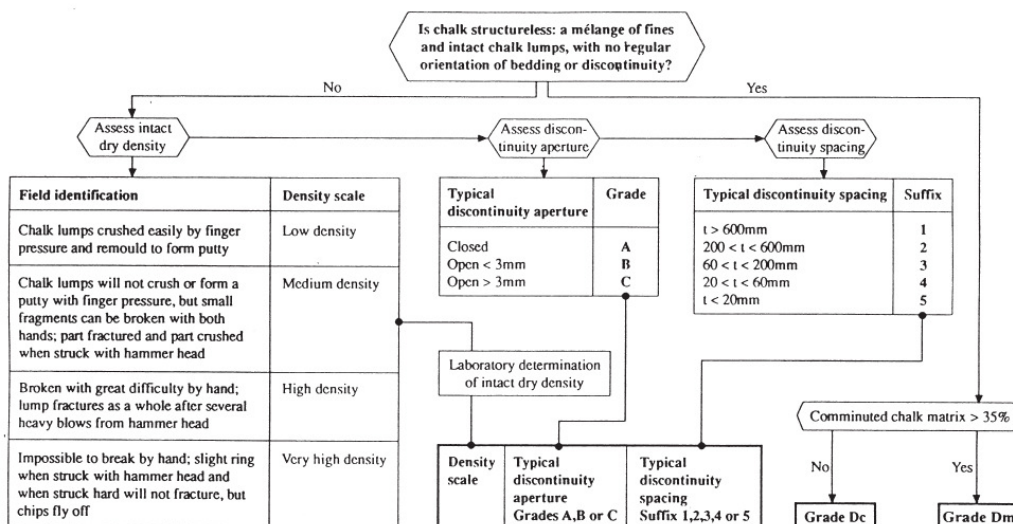 Is chalk structureless: a mélange of fines
and intact chalk lumps, with no regular
orientation of bedding or discontinuity?
No
Yes
Assess intact
dry density
Assess discon-
tinuity aperture
Assess discon-
tinuity spacing
Field identification
Density scale
Chalk lumps crushed easily by finger
pressure and remould to form putty
Low density
Chalk lumps will not crush or form a
putty with finger pressure, but small
fragments can be broken with both
hands; part fractured and part crushed
when struck with hammer head
Medium density
Broken with great difficulty by hand;
lump fractures as a whole after several
heavy blows from hammer head
High density
Impossible to break by hand; slight ring
when struck with hammer head and
when struck hard will not fracture, but
chips fly off
Very high density
Typical
discontinuity aperture
Grade
Closed A
Open < 3mm B
Open > 3mm C
Typical discontinuity spacing Suffix
t > 600mm 1
200 < t < 600mm 2
60 < t < 200mm 3
20 < t < 60mm 4
t < 20mm 5
Laboratory determination
of intact dry density
Density
scale
Typical
discontinuity
aperture
Grades A,B or C
Typical
discontinuity
spacing
Suffix 1,2,3,4 or 5
Comminuted chalk matrix > 35%
No
Yes
Grade Dc
Grade Dm